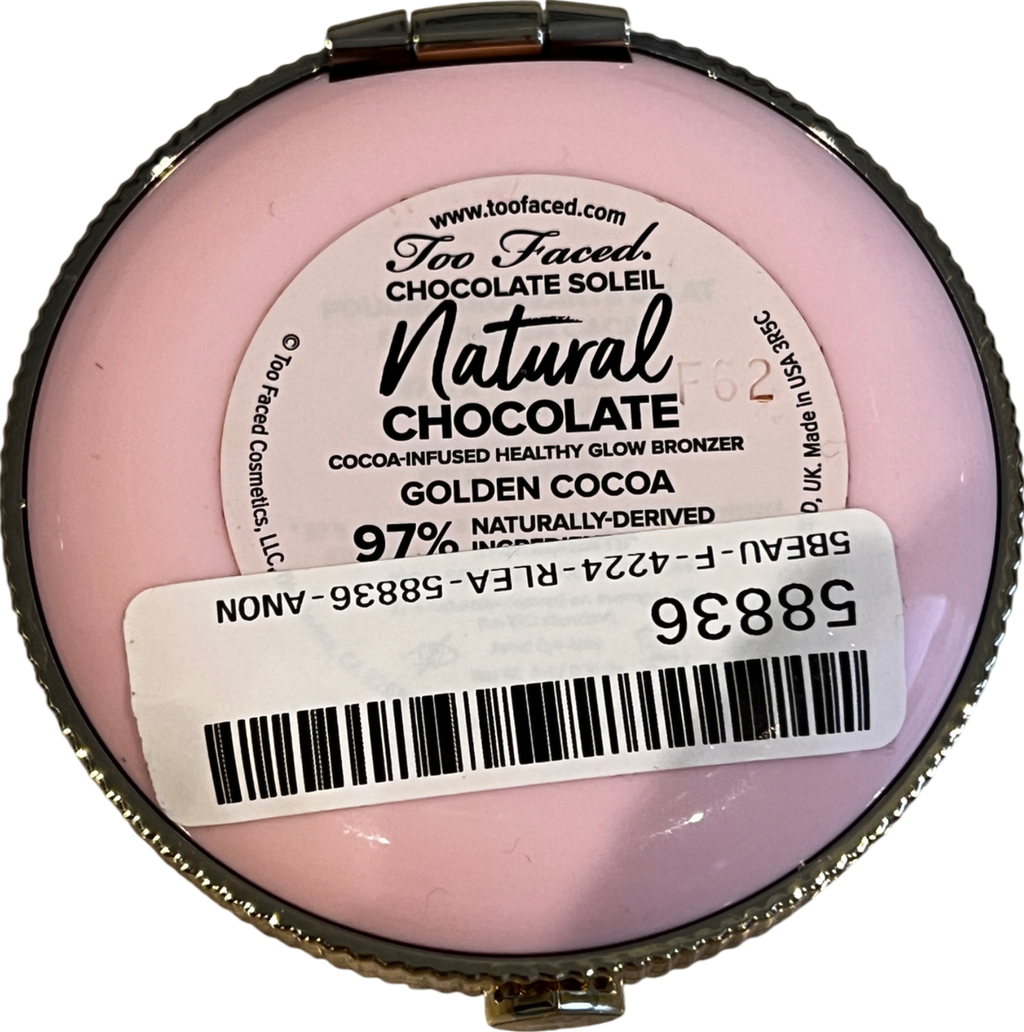 www.toofaced.com
Too Faced.
CHOCOLATE SOLEIL
Natural
CHOCOLATE
COCOA-INFUSED HEALTHY GLOW BRONZER
GOLDEN COCOA
97% NATURALLY-DERIVED
© Too Faced Cosmetics, LLC,
UK. Made in USA 3R5C
F62
5BEAU-F-4224-RLEA-58836-ANON
58836